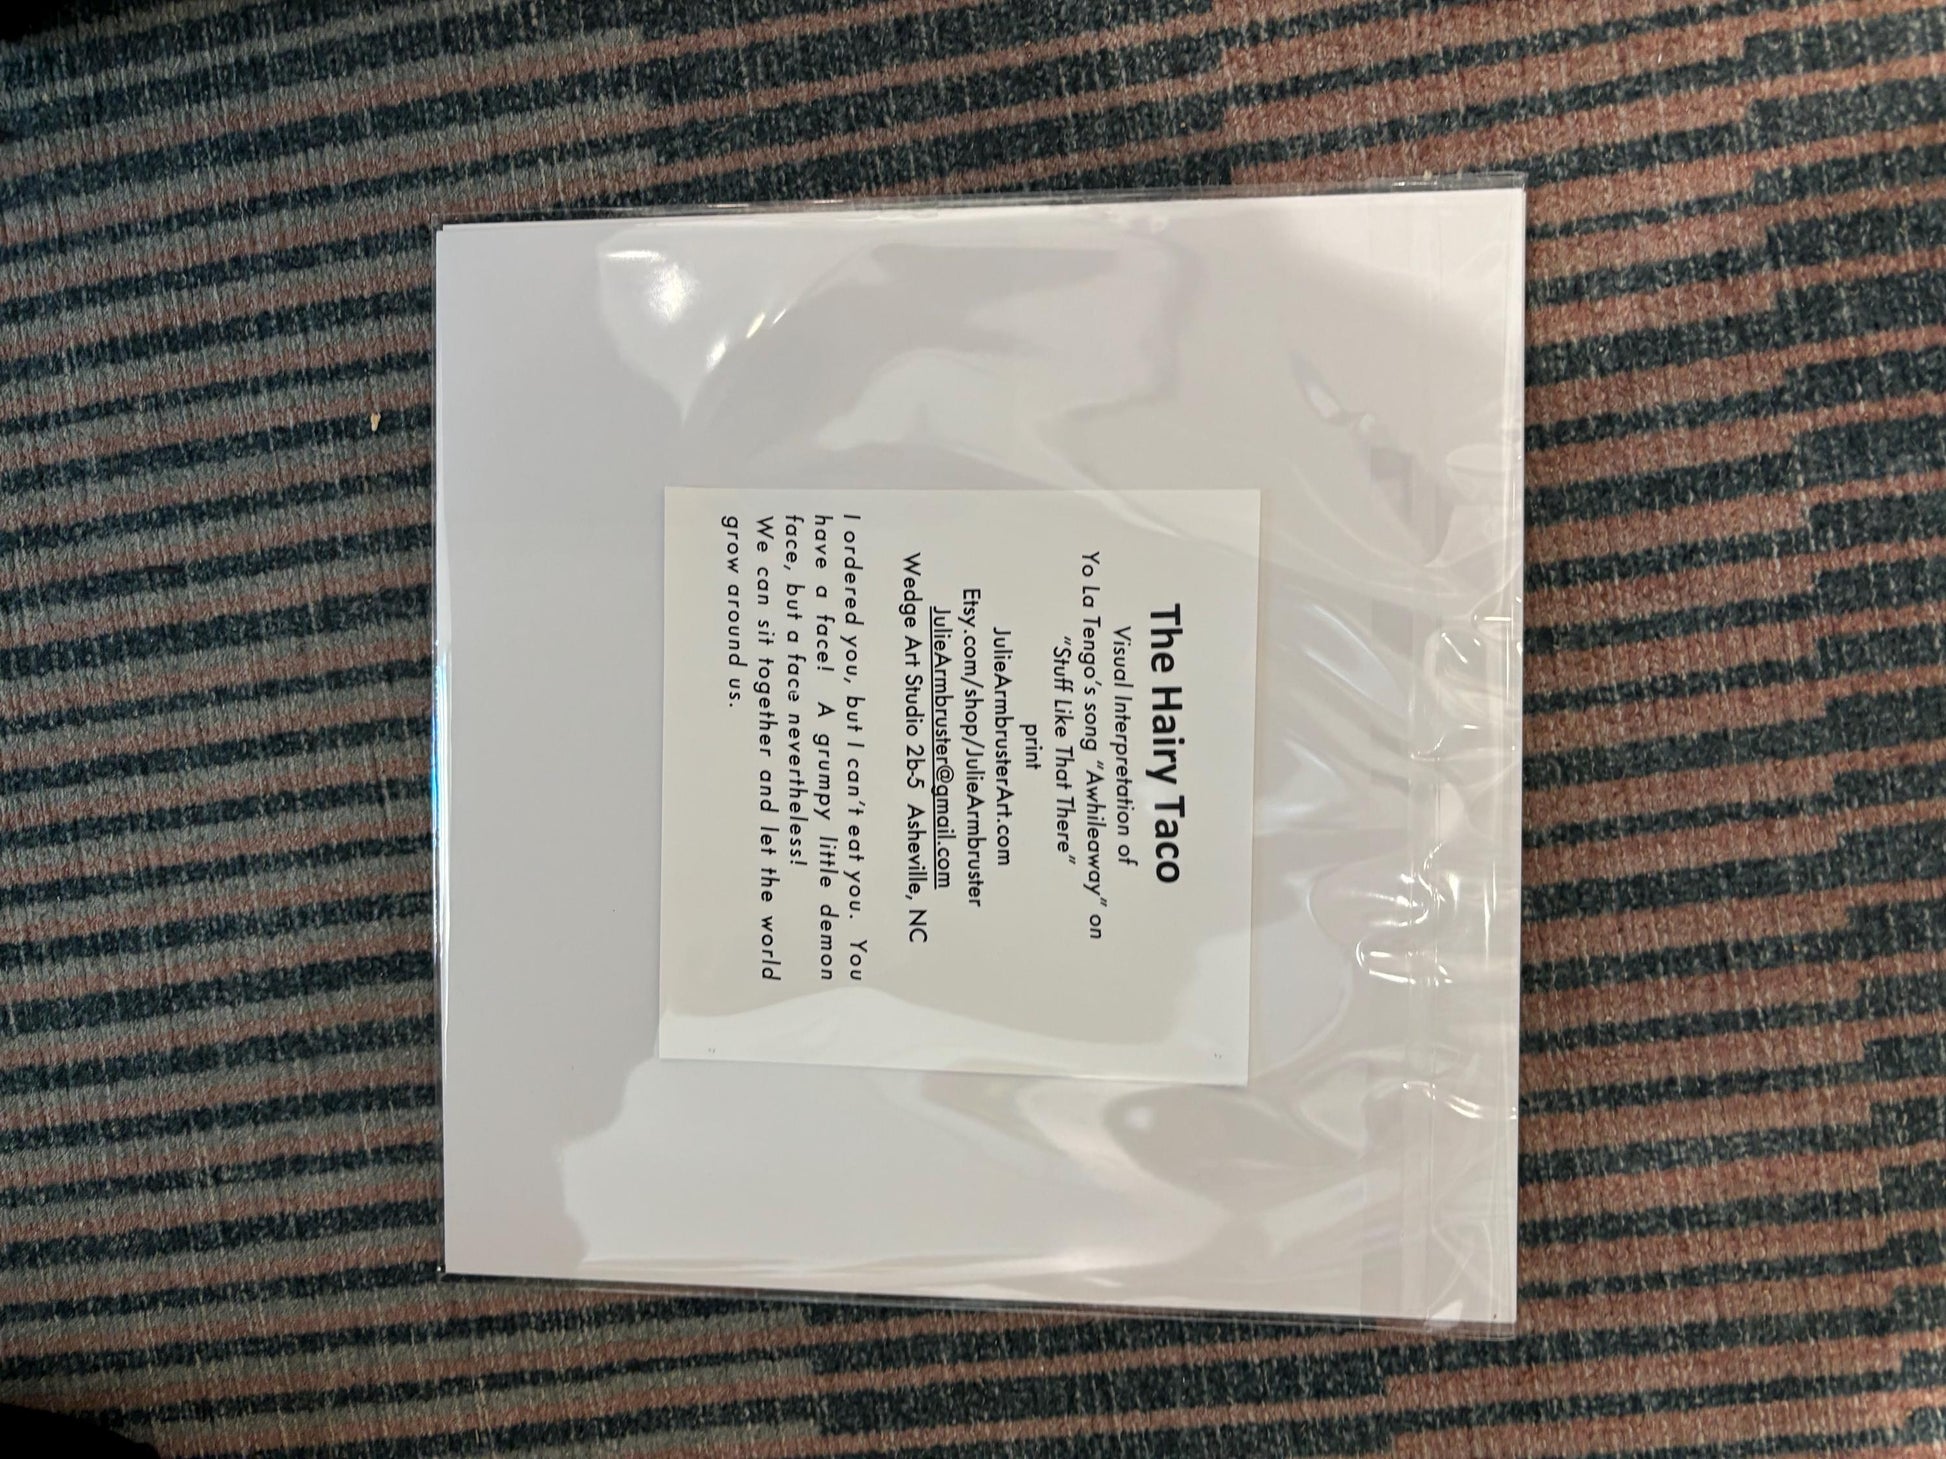 The Hairy Taco
Visual Interpretation of
Yo La Tengo's song "Awhileaway" on
"Stuff Like That There"
print
JulieArmbrusterArt.com
Etsy.com/shop/JulieArmbruster
JulieArmbruster@gmail.com
Wedge Art Studio 2b-5 Asheville, NC
I ordered you, but I can't eat you. You
have a face! A grumpy little demon
face, but a face nevertheless!
We can sit together and let the world
grow around us.